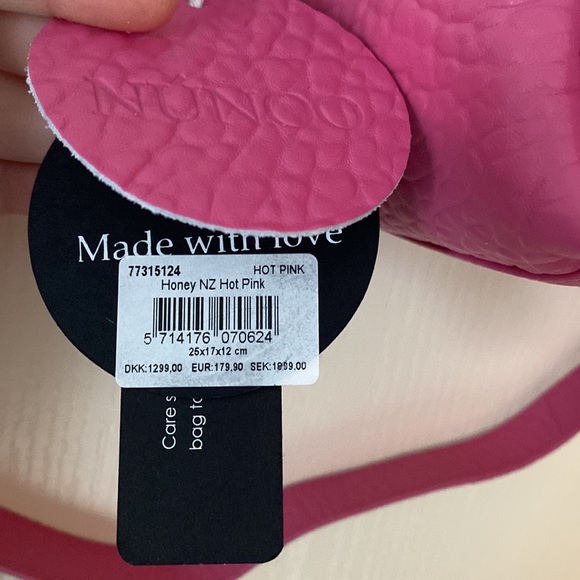 NÚNOO
Made with love
77315124 HOT PINK
Honey NZ Hot Pink
5 714176 070624
25x17x12 cm
DKK:1299,00 EUR:179,90 SEK:1899,00
Care s
bag to